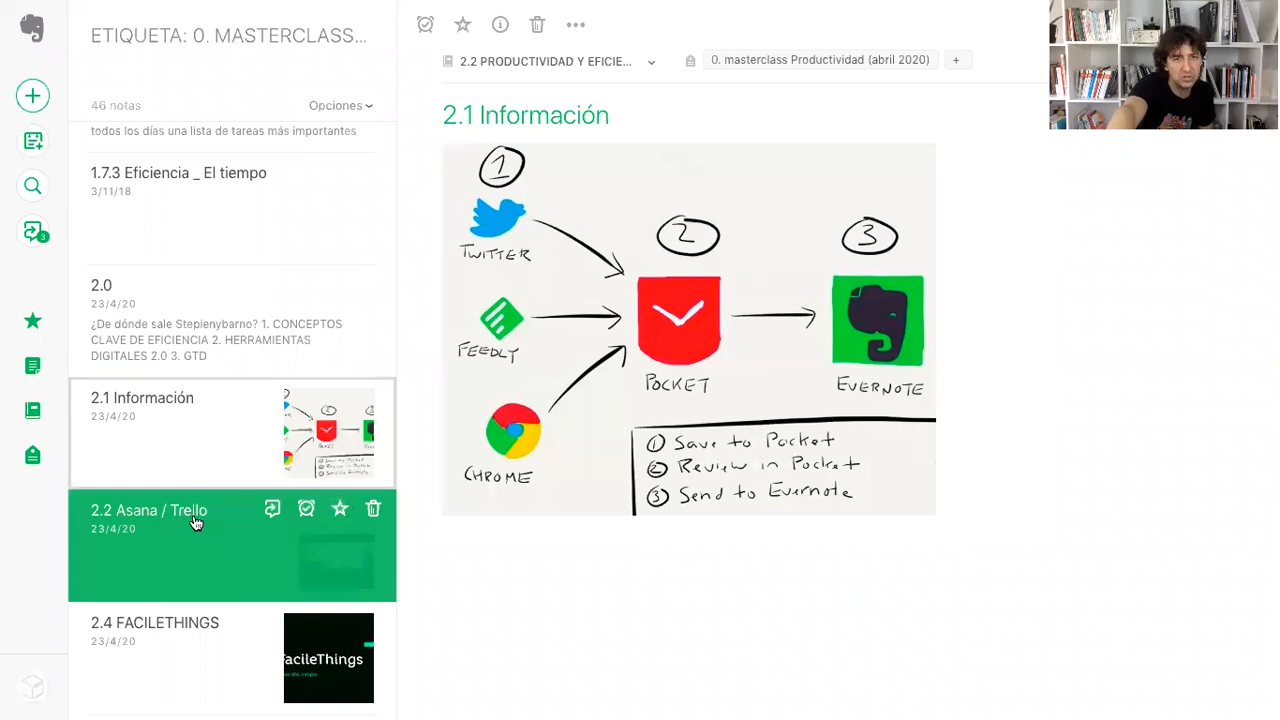 ETIQUETA: 0. MASTERCLASS...
46 notas
Opciones
todos los días una lista de tareas más importantes
1.7.3 Eficiencia _ El tiempo
3/11/18
2.0
23/4/20
¿De dónde sale Stepienybarno? 1. CONCEPTOS
CLAVE DE EFICIENCIA 2. HERRAMIENTAS
DIGITALES 2.0 3. GTD
2.1 Información
23/4/20
2.2 Asana / Trello
23/4/20
2.4 FACILETHINGS
23/4/20
FacileThings
3
2.2 PRODUCTIVIDAD Y EFICIE...
0. masterclass Productividad (abril 2020)
+
2.1 Información
1
TWITTER
FEEDLY
CHROME
2
POCKET
3
EVERNOTE
1 Save to Pocket
2 Review in Pocket
3 Send to Evernote